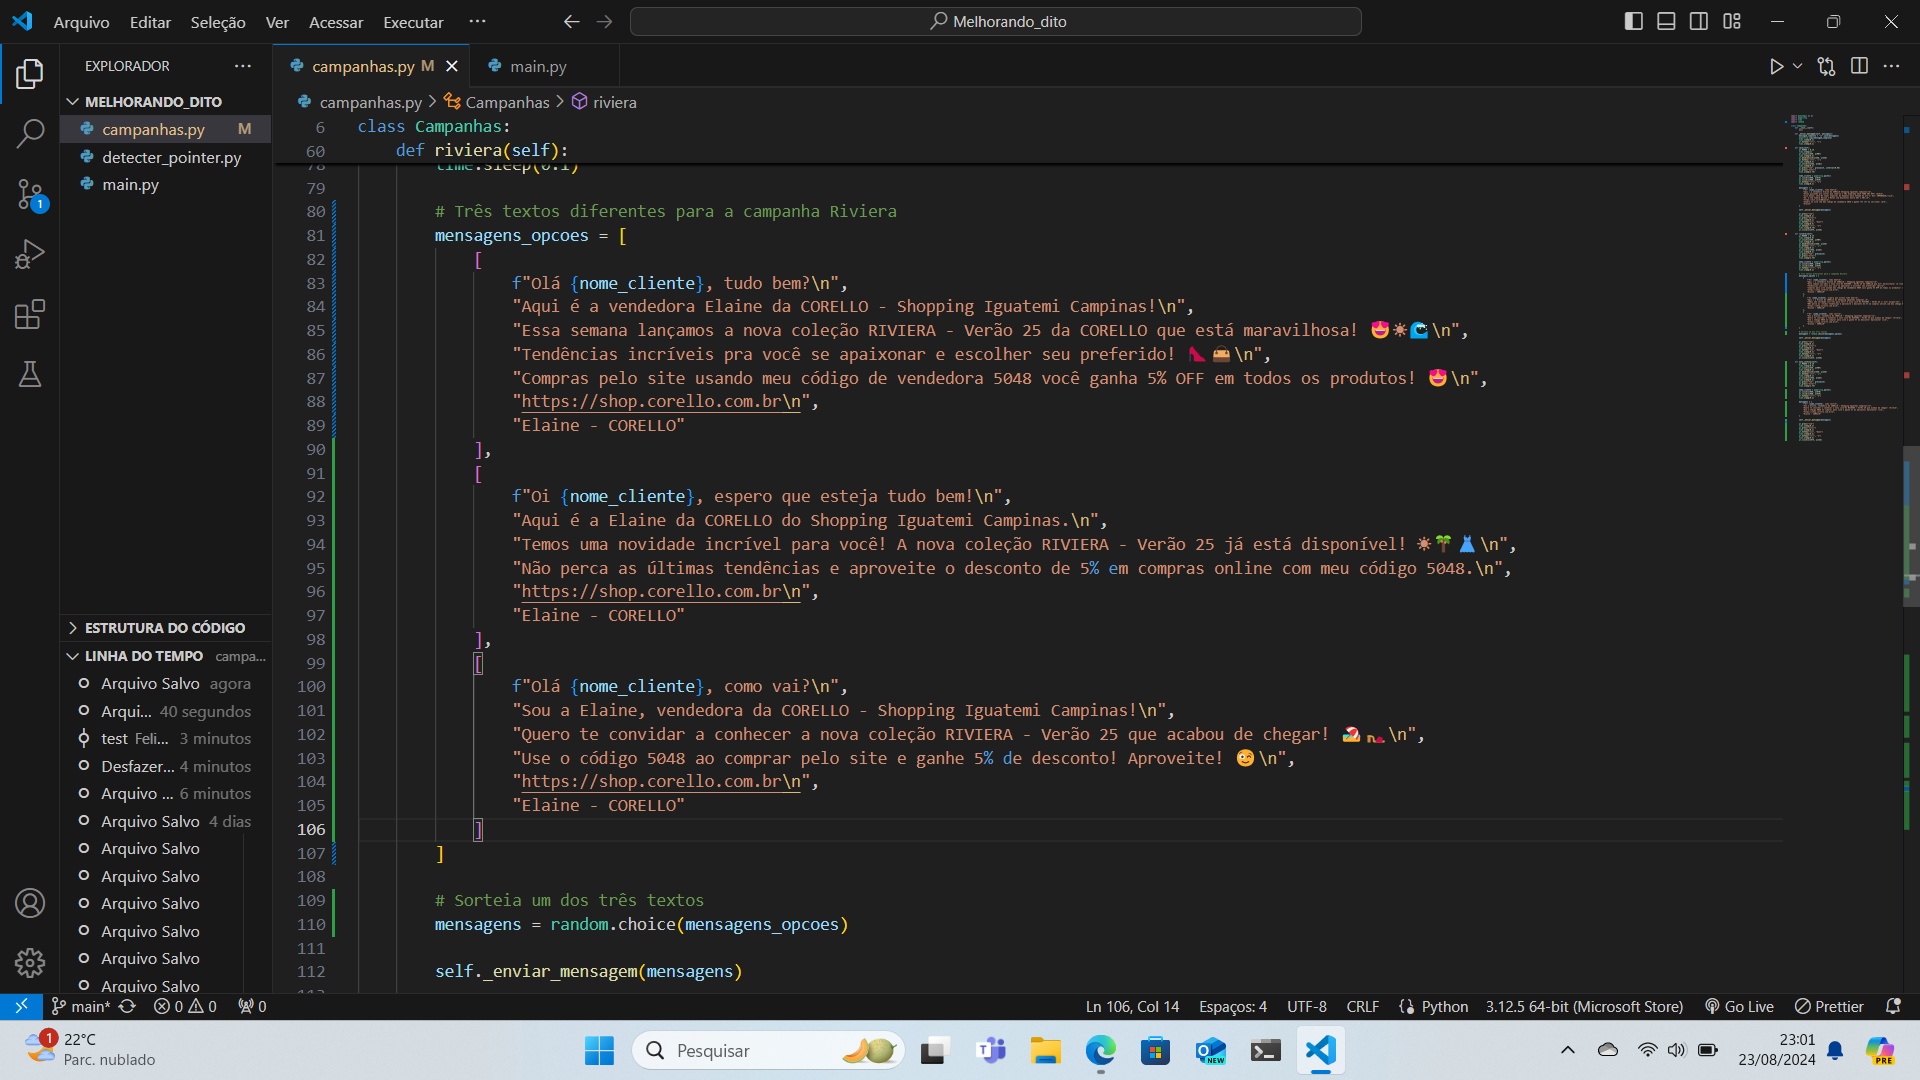 Arquivo Editar Seleção Ver Acessar Executar ··· Melhorando_dito
EXPLORADOR ···
campanhas.py M main.py
MELHORANDO_DITO
campanhas.py M
detecter_pointer.py
main.py
ESTRUTURA DO CÓDIGO
LINHA DO TEMPO campa...
Arquivo Salvo agora
Arqui... 40 segundos
test Feli... 3 minutos
Desfazer... 4 minutos
Arquivo ... 6 minutos
Arquivo Salvo 4 dias
Arquivo Salvo
Arquivo Salvo
Arquivo Salvo
Arquivo Salvo
Arquivo Salvo
Arquivo Salvo
1
campanhas.py > Campanhas > riviera
6 class Campanhas:
60 def riviera(self):
78 time.sleep(0.1)
79
80 # Três textos diferentes para a campanha Riviera
81 mensagens_opcoes = [
82 [
83 f"Olá {nome_cliente}, tudo bem?\n",
84 "Aqui é a vendedora Elaine da CORELLO - Shopping Iguatemi Campinas!\n",
85 "Essa semana lançamos a nova coleção RIVIERA - Verão 25 da CORELLO que está maravilhosa! 😍☀🌊\n",
86 "Tendências incríveis pra você se apaixonar e escolher seu preferido! 👠👜\n",
87 "Compras pelo site usando meu código de vendedora 5048 você ganha 5% OFF em todos os produtos! 😍\n",
88 "https://shop.corello.com.br\n",
89 "Elaine - CORELLO"
90 ],
91 [
92 f"Oi {nome_cliente}, espero que esteja tudo bem!\n",
93 "Aqui é a Elaine da CORELLO do Shopping Iguatemi Campinas.\n",
94 "Temos uma novidade incrível para você! A nova coleção RIVIERA - Verão 25 já está disponível! ☀🌴👗\n",
95 "Não perca as últimas tendências e aproveite o desconto de 5% em compras online com meu código 5048.\n",
96 "https://shop.corello.com.br\n",
97 "Elaine - CORELLO"
98 ],
99 [
100 f"Olá {nome_cliente}, como vai?\n",
101 "Sou a Elaine, vendedora da CORELLO - Shopping Iguatemi Campinas!\n",
102 "Quero te convidar a conhecer a nova coleção RIVIERA - Verão 25 que acabou de chegar! 🏖👡\n",
103 "Use o código 5048 ao comprar pelo site e ganhe 5% de desconto! Aproveite! 😊\n",
104 "https://shop.corello.com.br\n",
105 "Elaine - CORELLO"
106 ]
107 ]
108
109 # Sorteia um dos três textos
110 mensagens = random.choice(mensagens_opcoes)
111
112 self._enviar_mensagem(mensagens)
main* 0 0 0 Ln 106, Col 14 Espaços: 4 UTF-8 CRLF Python 3.12.5 64-bit (Microsoft Store) Go Live Prettier
1 22°C
Parc. nublado
Pesquisar
NEW
23:01
23/08/2024
PRE